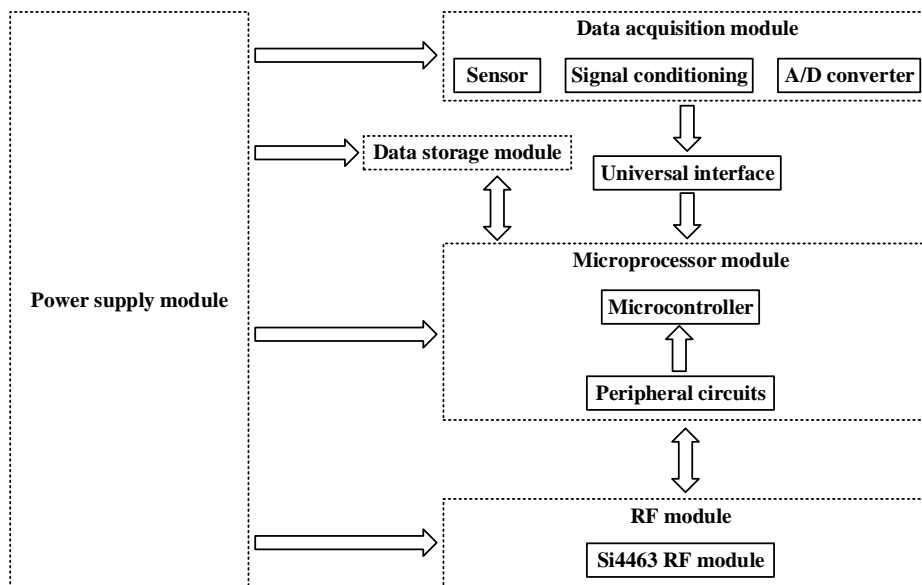 Data acquisition module
Sensor
Signal conditioning
A/D converter
Data storage module
Universal interface
Microprocessor module
Power supply module
Microcontroller
Peripheral circuits
RF module
Si4463 RF module